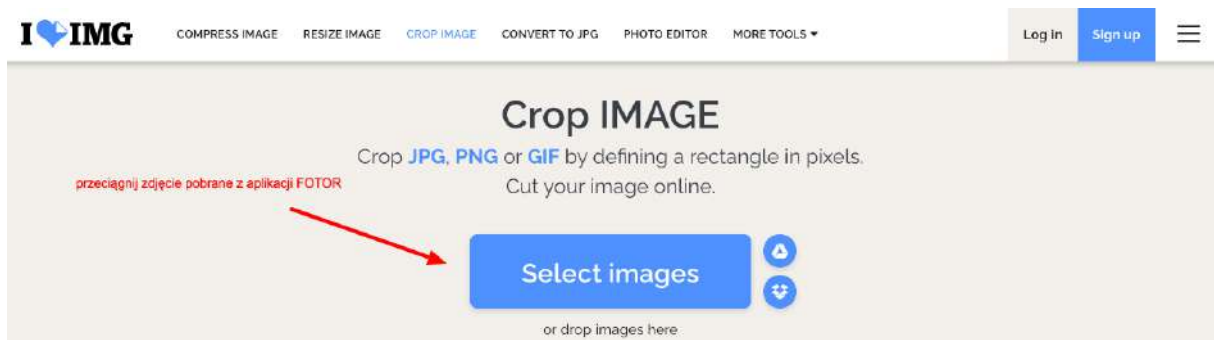 I IMG
COMPRESS IMAGE RESIZE IMAGE CROP IMAGE CONVERT TO JPG PHOTO EDITOR MORE TOOLS Log in Sign up
Crop IMAGE
Crop JPG, PNG or GIF by defining a rectangle in pixels.
Cut your image online.
przeciągnij zdjęcie pobrane z aplikacji FOTOR
Select images
or drop images here